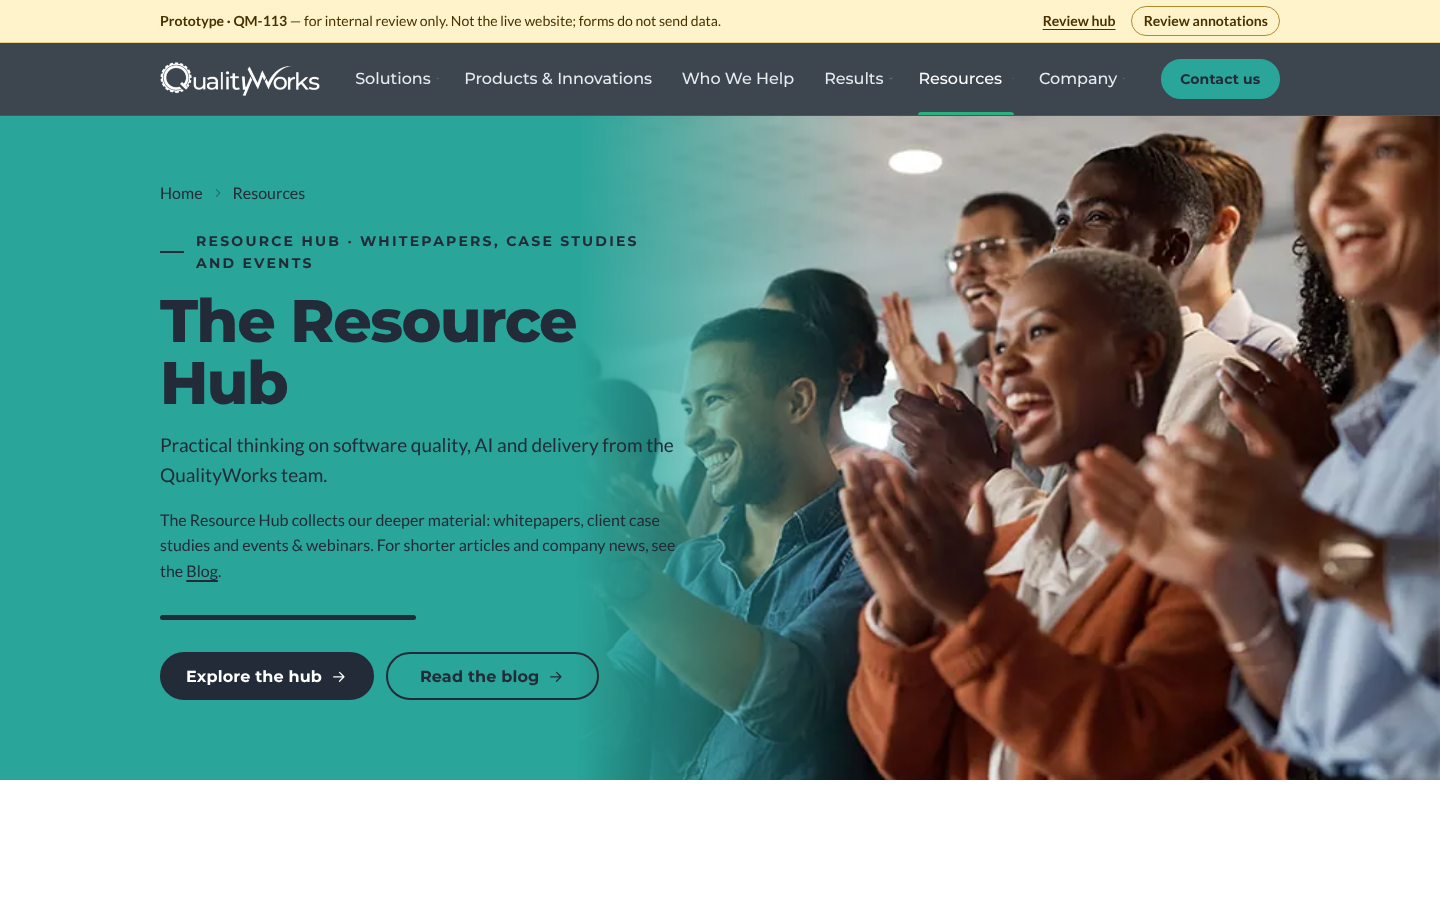 Prototype · QM-113 — for internal review only. Not the live website; forms do not send data.
Review hub
Review annotations
QualityWorks
Solutions
Products & Innovations
Who We Help
Results
Resources
Company
Contact us
Home > Resources
RESOURCE HUB · WHITEPAPERS, CASE STUDIES
AND EVENTS
The Resource
Hub
Practical thinking on software quality, AI and delivery from the
QualityWorks team.
The Resource Hub collects our deeper material: whitepapers, client case
studies and events & webinars. For shorter articles and company news, see
the Blog.
Explore the hub →
Read the blog →